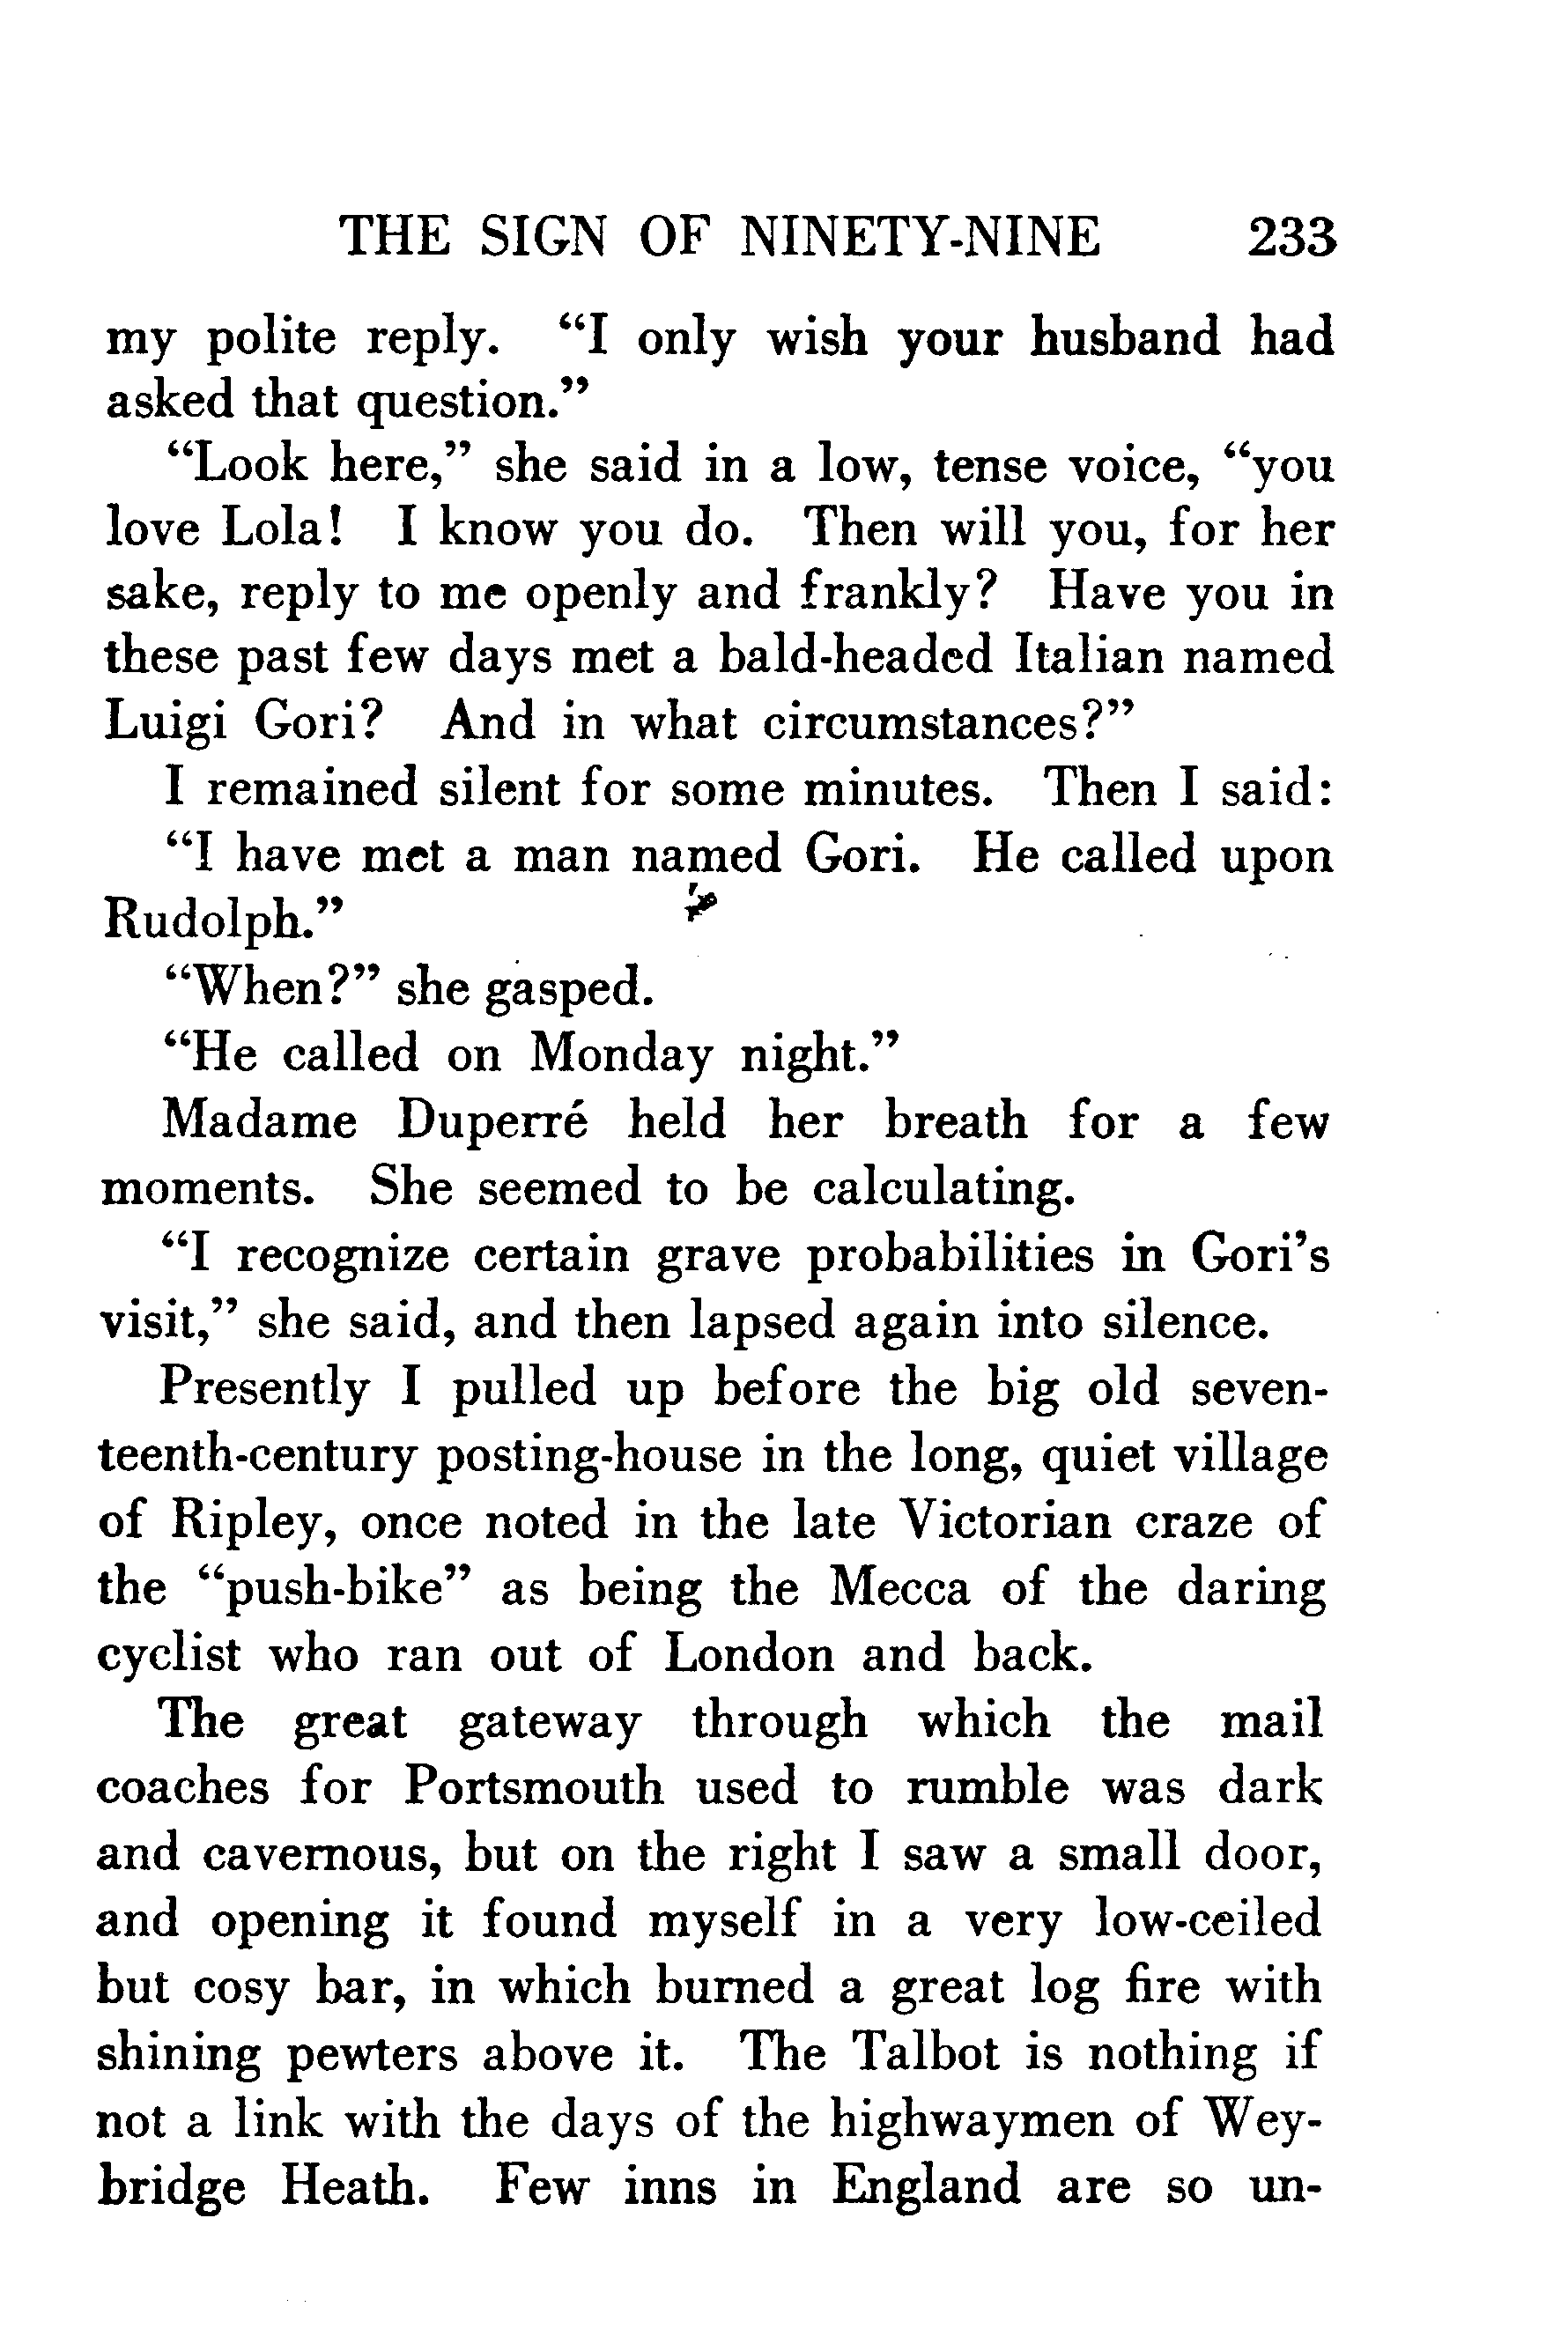 THE SIGN OF NINETY-NINE 233
my polite reply. “I only wish your husband had
asked that question.”
“Look here,” she said in a low, tense voice, “you
love Lola! I know you do. Then will you, for her
sake, reply to me openly and frankly? Have you in
these past few days met a bald-headed Italian named
Luigi Gori? And in what circumstances?”
I remained silent for some minutes. Then I said:
“I have met a man named Gori. He called upon
Rudolph.”
“When?” she gasped.
“He called on Monday night.”
Madame Duperré held her breath for a few
moments. She seemed to be calculating.
“I recognize certain grave probabilities in Gori’s
visit,” she said, and then lapsed again into silence.
Presently I pulled up before the big old seven-
teenth-century posting-house in the long, quiet village
of Ripley, once noted in the late Victorian craze of
the “push-bike” as being the Mecca of the daring
cyclist who ran out of London and back.
The great gateway through which the mail
coaches for Portsmouth used to rumble was dark
and cavernous, but on the right I saw a small door,
and opening it found myself in a very low-ceiled
but cosy bar, in which burned a great log fire with
shining pewters above it. The Talbot is nothing if
not a link with the days of the highwaymen of Wey-
bridge Heath. Few inns in England are so un-